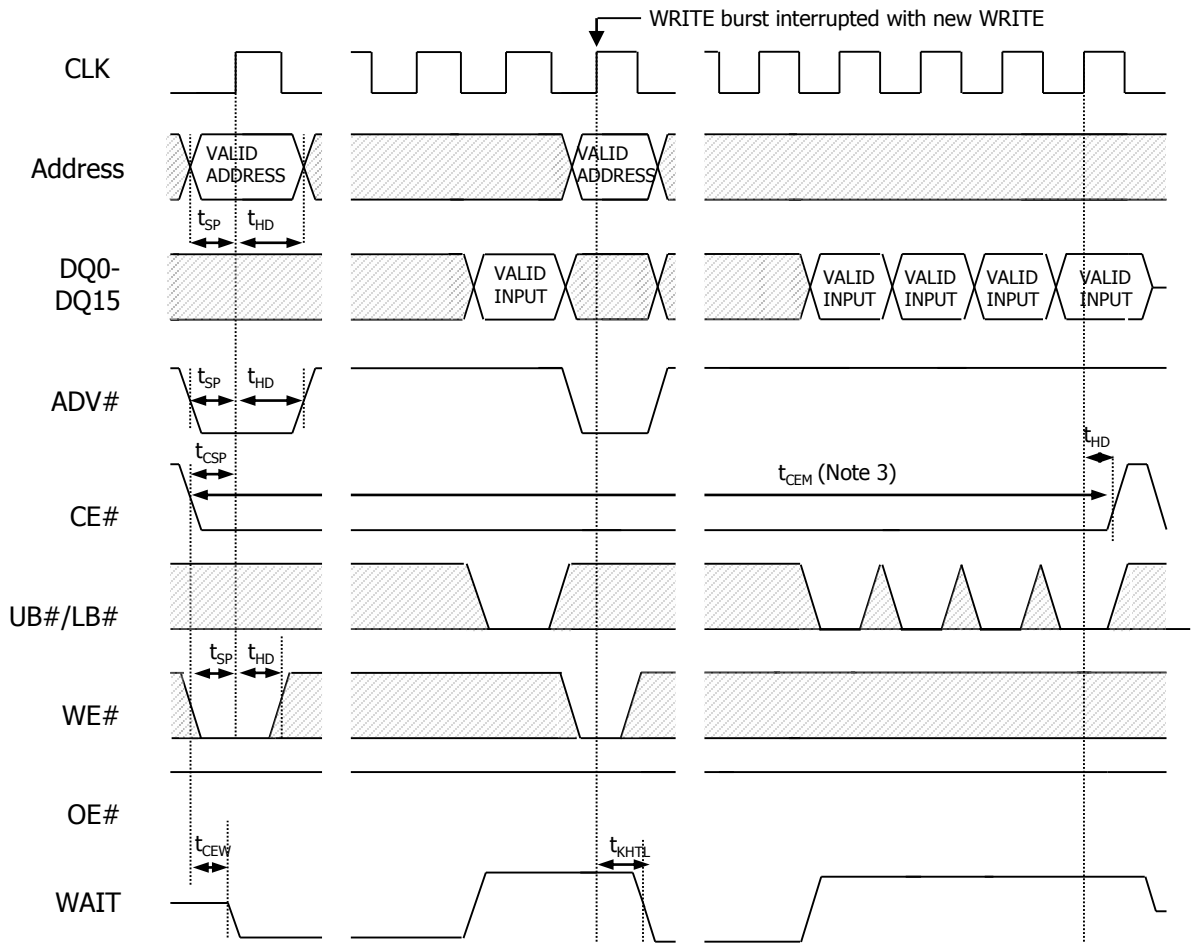 WRITE burst interrupted with new WRITE
CLK
Address
VALID
ADDRESS
VALID
ADDRESS
tSP
tHD
DQ0-
DQ15
VALID
INPUT
VALID
INPUT
VALID
INPUT
VALID
INPUT
VALID
INPUT
ADV#
tSP
tHD
tHD
CE#
tCSP
tCEM (Note 3)
UB#/LB#
WE#
tSP
tHD
OE#
WAIT
tCEW
tKHTL